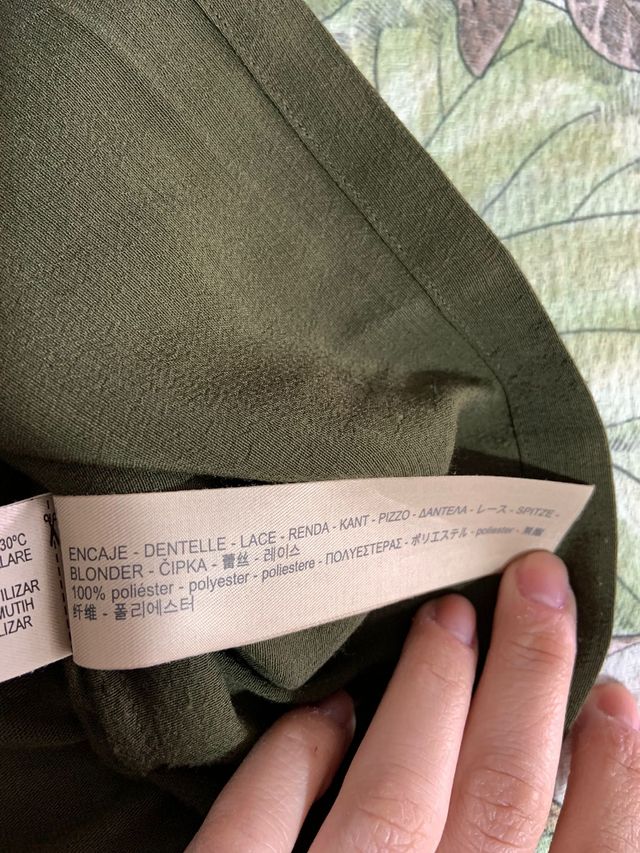 30°C
LARE
ILIZAR
MUTH
LIZAR
ENCAJE - DENTELLE - LACE - RENDA - KANT - PIZZO - ΔΑΝΤΕΛΑ - レース - SPITZE -
BLONDER - ČIPKA - 蕾丝 - 레이스
100% poliéster - polyester - poliestere - ΠΟΛΥΕΣΤΕΡΑΣ - ポリエステル - poliester - 聚酯
纤维 - 폴리에스터